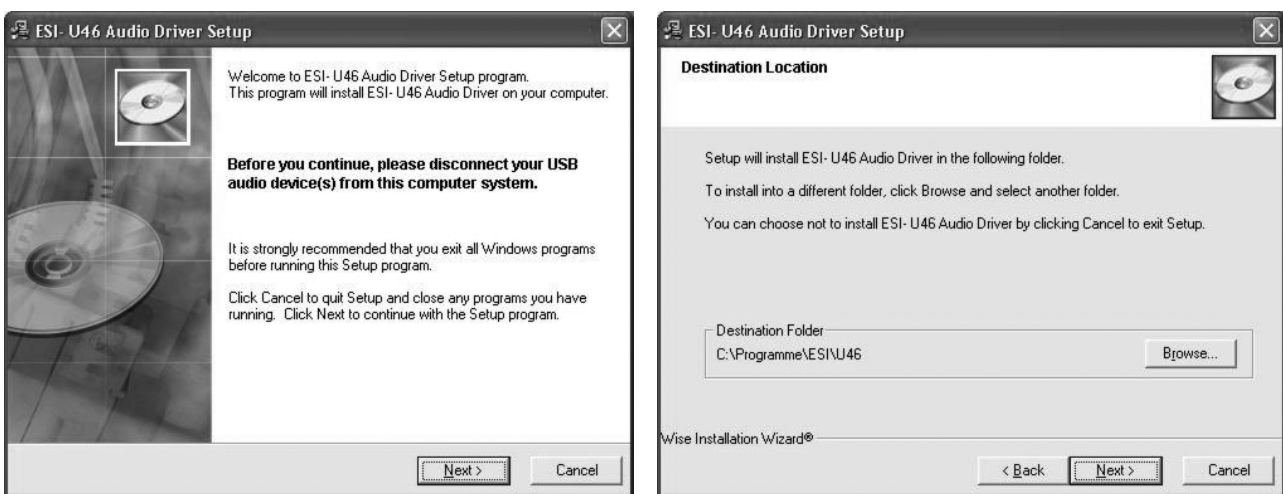 ESI- U46 Audio Driver Setup
Welcome to ESI- U46 Audio Driver Setup program.
This program will install ESI- U46 Audio Driver on your computer.
Before you continue, please disconnect your USB
audio device(s) from this computer system.
It is strongly recommended that you exit all Windows programs
before running this Setup program.
Click Cancel to quit Setup and close any programs you have
running. Click Next to continue with the Setup program.
Next >
Cancel
ESI- U46 Audio Driver Setup
Destination Location
Setup will install ESI- U46 Audio Driver in the following folder.
To install into a different folder, click Browse and select another folder.
You can choose not to install ESI- U46 Audio Driver by clicking Cancel to exit Setup.
Destination Folder
C:\Programme\ESI\U46
Browse...
Wise Installation Wizard®
< Back
Next >
Cancel